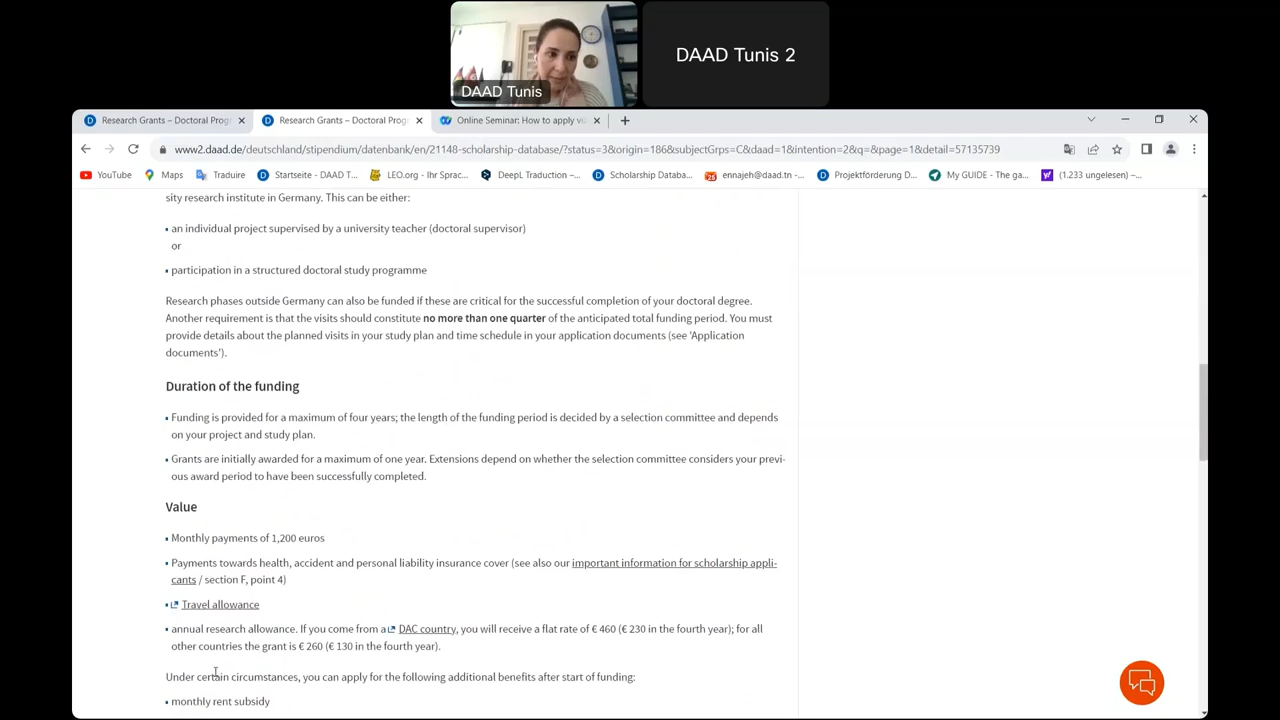 DAAD Tunis
DAAD Tunis 2
Research Grants – Doctoral Prog
Research Grants – Doctoral Prog
Online Seminar: How to apply vi
www2.daad.de/deutschland/stipendium/datenbank/en/21148-scholarship-database/?status=3&origin=186&subjectGrps=C&daad=1&intention=2&q=&page=1&detail=57135739
YouTube
Maps
Traduire
Startseite - DAAD T...
LEO.org - Ihr Sprac...
DeepL Traduction –...
Scholarship Databa...
ennajeh@daad.tn -...
Projektförderung D...
My GUIDE - The ga...
(1.233 ungelesen) –...
sity research institute in Germany. This can be either:
an individual project supervised by a university teacher (doctoral supervisor)
or
participation in a structured doctoral study programme
Research phases outside Germany can also be funded if these are critical for the successful completion of your doctoral degree.
Another requirement is that the visits should constitute no more than one quarter of the anticipated total funding period. You must
provide details about the planned visits in your study plan and time schedule in your application documents (see 'Application
documents').
Duration of the funding
Funding is provided for a maximum of four years; the length of the funding period is decided by a selection committee and depends
on your project and study plan.
Grants are initially awarded for a maximum of one year. Extensions depend on whether the selection committee considers your previ-
ous award period to have been successfully completed.
Value
Monthly payments of 1,200 euros
Payments towards health, accident and personal liability insurance cover (see also our important information for scholarship appli-
cants / section F, point 4)
Travel allowance
annual research allowance. If you come from a DAC country, you will receive a flat rate of € 460 (€ 230 in the fourth year); for all
other countries the grant is € 260 (€ 130 in the fourth year).
Under certain circumstances, you can apply for the following additional benefits after start of funding:
monthly rent subsidy